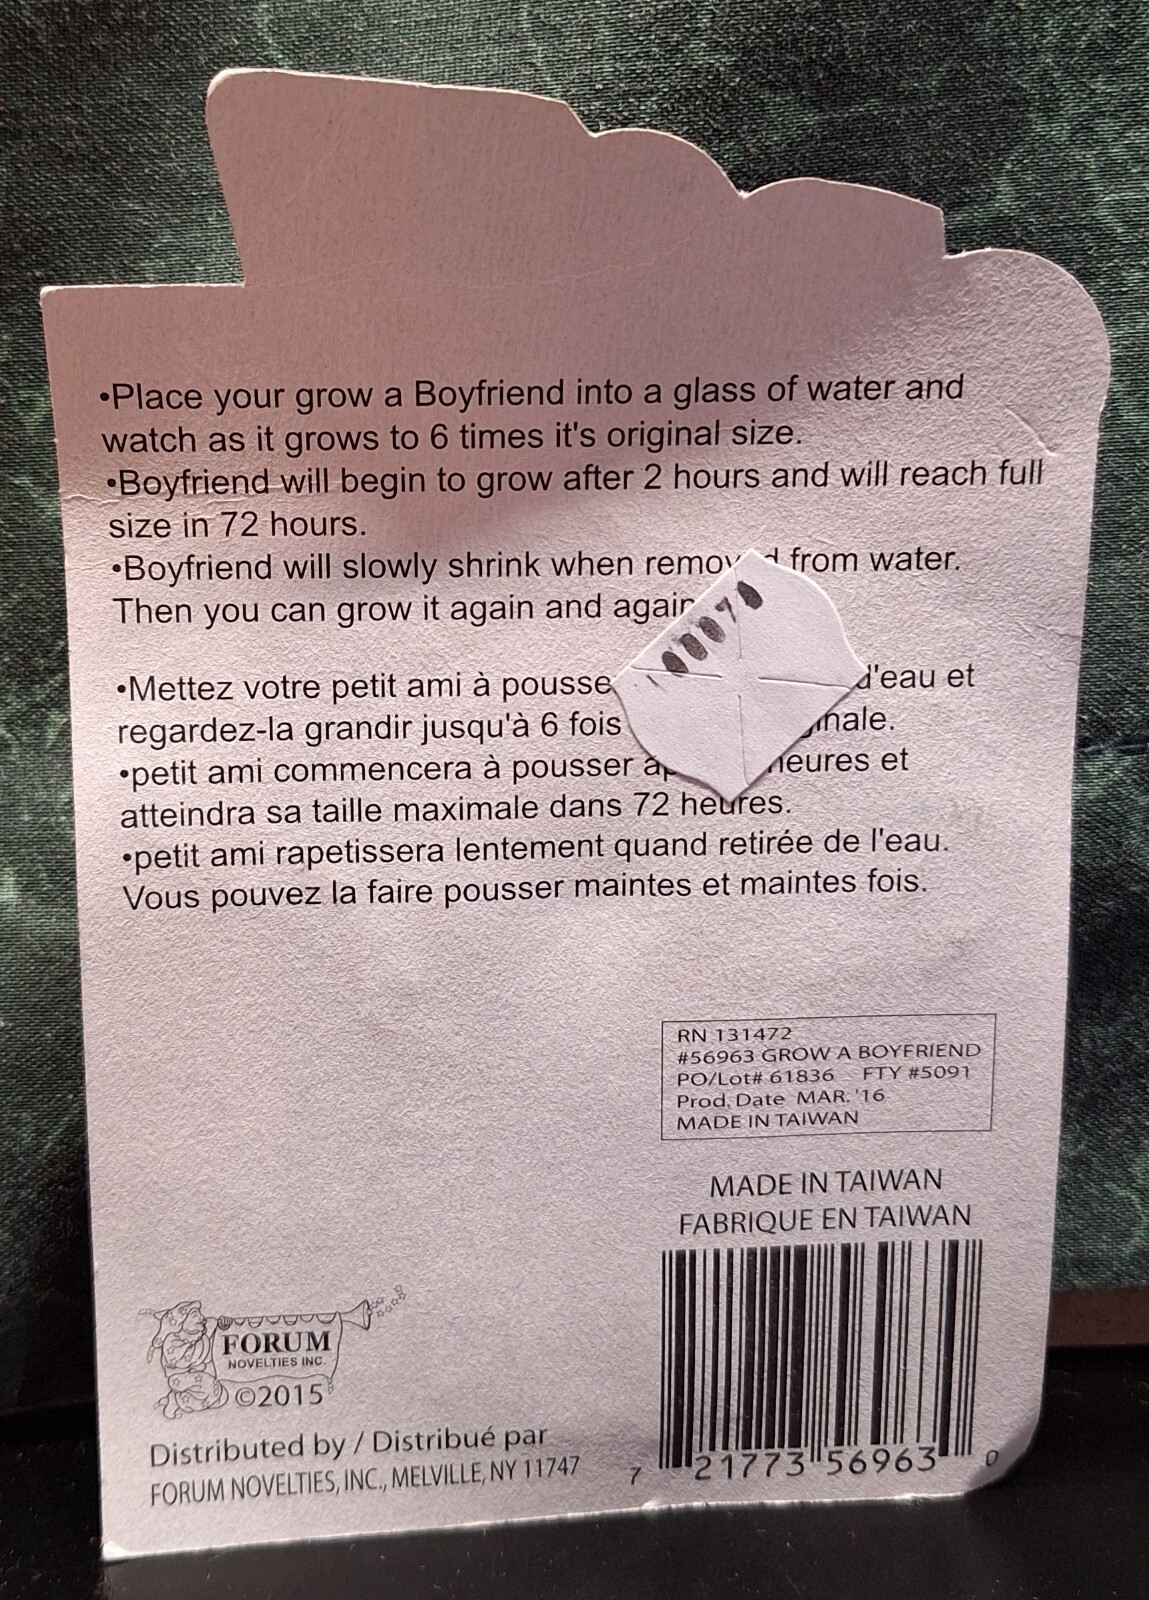 •Place your grow a Boyfriend into a glass of water and
watch as it grows to 6 times it's original size.
•Boyfriend will begin to grow after 2 hours and will reach full
size in 72 hours.
•Boyfriend will slowly shrink when from water.
Then you can grow it again and
•Mettez votre petit ami à d'eau et
regardez-la grandir jusqu'à 6 fois
•petit ami commencera à pousser et
atteindra sa taille maximale dans 72 heures.
•petit ami rapetissera lentement quand retirée de l'eau.
Vous pouvez la faire pousser maintes et maintes fois.
RN 131472
#56963 GROW A BOYFRIEND
PO/Lot# 61836 FTY #5091
Prod. Date MAR. '16
MADE IN TAIWAN
MADE IN TAIWAN
FABRIQUE EN TAIWAN
FORUM
NOVELTIES INC.
©2015
Distributed by / Distribué par
FORUM NOVELTIES, INC., MELVILLE, NY 11747
7 21773 56963 0